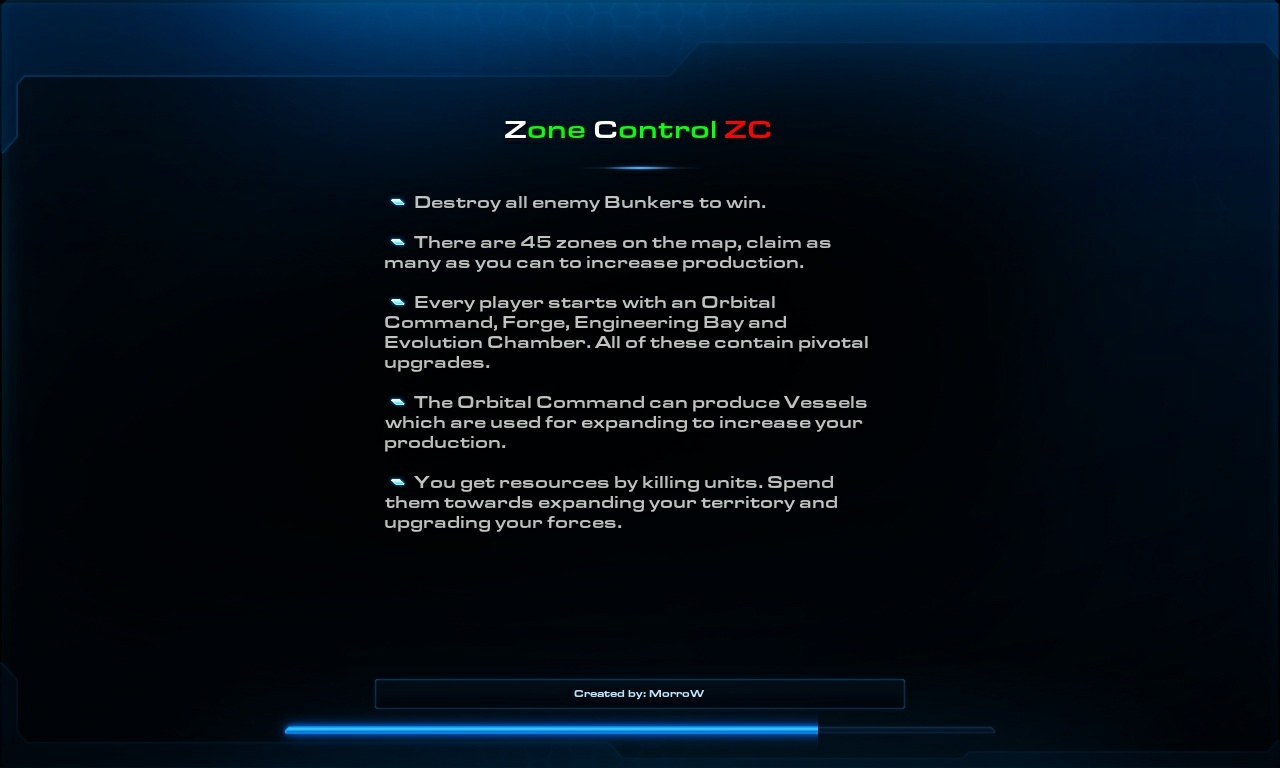 Zone Control ZC
Destroy all enemy Bunkers to win.
There are 45 zones on the map, claim as
many as you can to increase production.
Every player starts with an Orbital
Command, Forge, Engineering Bay and
Evolution Chamber. All of these contain pivotal
upgrades.
The Orbital Command can produce Vessels
which are used for expanding to increase your
production.
You get resources by killing units. Spend
them towards expanding your territory and
upgrading your forces.
Created by: MorroW